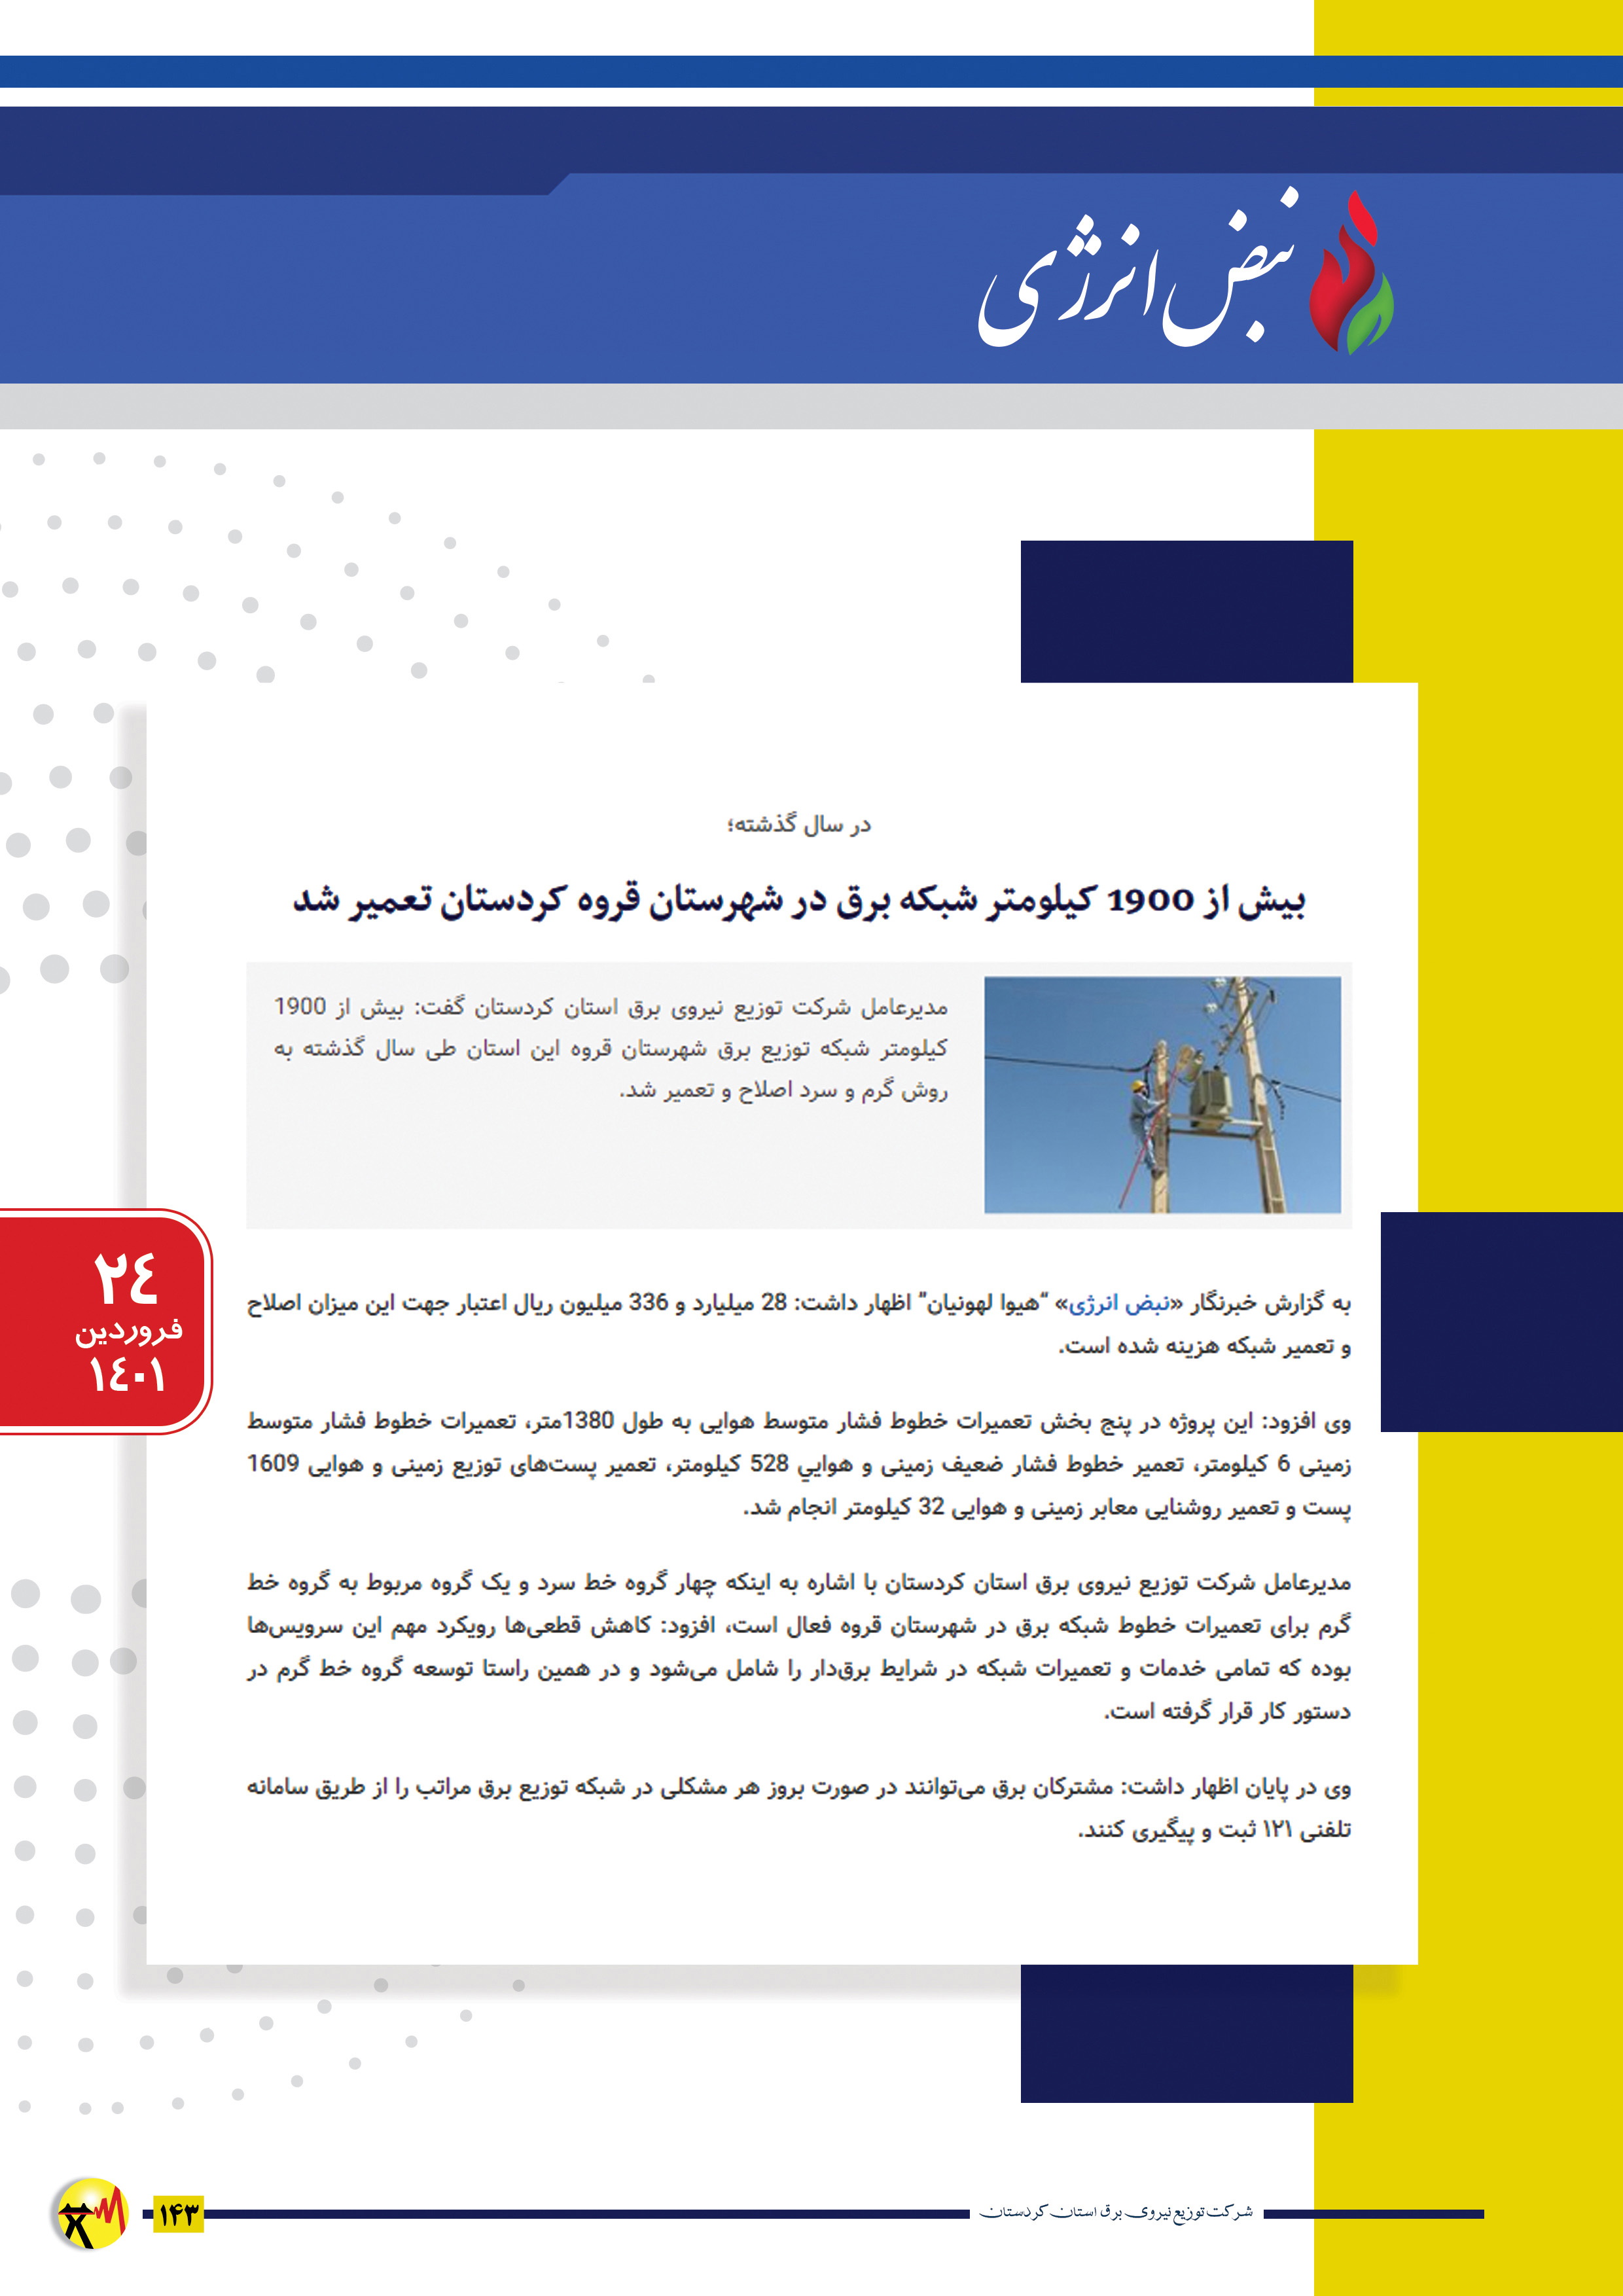 نبض انرژی
در سال گذشته؛
بیش از 1900 کیلومتر شبکه برق در شهرستان قروه کردستان تعمیر شد
مدیرعامل شرکت توزیع نیروی برق استان کردستان گفت: بیش از 1900
کیلومتر شبکه توزیع برق شهرستان قروه این استان طی سال گذشته به
روش گرم و سرد اصلاح و تعمیر شد.
به گزارش خبرنگار «نبض انرژی» “هیوا لهونیان” اظهار داشت: 28 میلیارد و 336 میلیون ریال اعتبار جهت این میزان اصلاح
و تعمیر شبکه هزینه شده است.
وی افزود: این پروژه در پنج بخش تعمیرات خطوط فشار متوسط هوایی به طول 1380متر، تعمیرات خطوط فشار متوسط
زمینی 6 کیلومتر، تعمیر خطوط فشار ضعیف زمینی و هوايي 528 کیلومتر، تعمیر پست‌های توزیع زمینی و هوایی 1609
پست و تعمیر روشنایی معابر زمینی و هوایی 32 کیلومتر انجام شد.
مدیرعامل شرکت توزیع نیروی برق استان کردستان با اشاره به اینکه چهار گروه خط سرد و یک گروه مربوط به گروه خط
گرم برای تعمیرات خطوط شبکه برق در شهرستان قروه فعال است، افزود: کاهش قطعی‌ها رویکرد مهم این سرویس‌ها
بوده که تمامی خدمات و تعمیرات شبکه در شرایط برق‌دار را شامل می‌شود و در همین راستا توسعه گروه خط گرم در
دستور کار قرار گرفته است.
وی در پایان اظهار داشت: مشترکان برق می‌توانند در صورت بروز هر مشکلی در شبکه توزیع برق مراتب را از طریق سامانه
تلفنی ۱۲۱ ثبت و پیگیری کنند.
٢٤
فروردین
١٤٠١
شرکت توزیع نیروی برق استان کردستان
۱۴۳